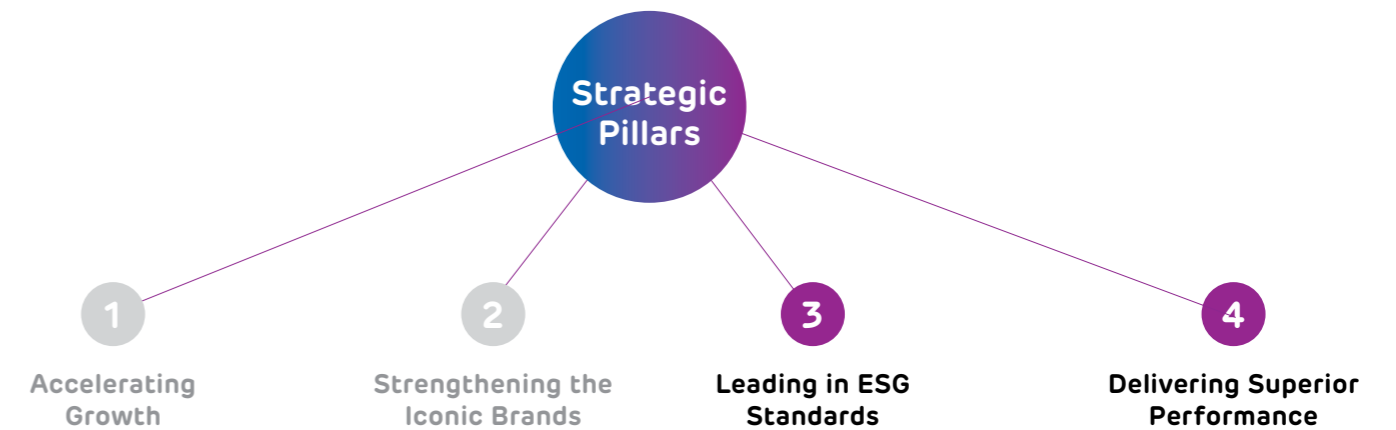 Strategic
Pillars
1
2
3
4
Accelerating
Growth
Strengthening the
Iconic Brands
Leading in ESG
Standards
Delivering Superior
Performance